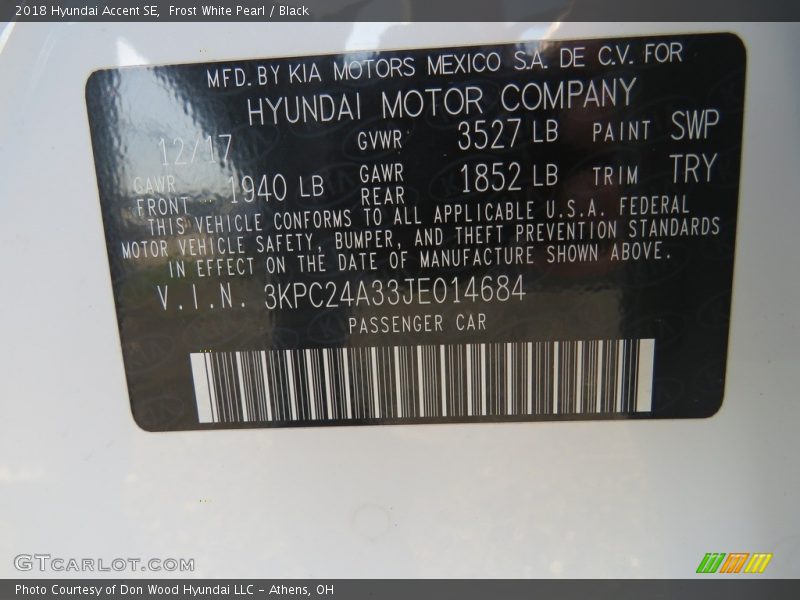 2018 Hyundai Accent SE,  Frost White Pearl / Black
MFD. BY KIA MOTORS MEXICO S.A. DE C.V. FOR
HYUNDAI MOTOR COMPANY
12/17 GVWR 3527 LB PAINT SWP
GAWR FRONT 1940 LB GAWR REAR 1852 LB TRIM TRY
THIS VEHICLE CONFORMS TO ALL APPLICABLE U.S.A. FEDERAL
MOTOR VEHICLE SAFETY, BUMPER, AND THEFT PREVENTION STANDARDS
IN EFFECT ON THE DATE OF MANUFACTURE SHOWN ABOVE.
V.I.N. 3KPC24A33JE014684
PASSENGER CAR
GTCARLOT.COM
Photo Courtesy of Don Wood Hyundai LLC - Athens, OH